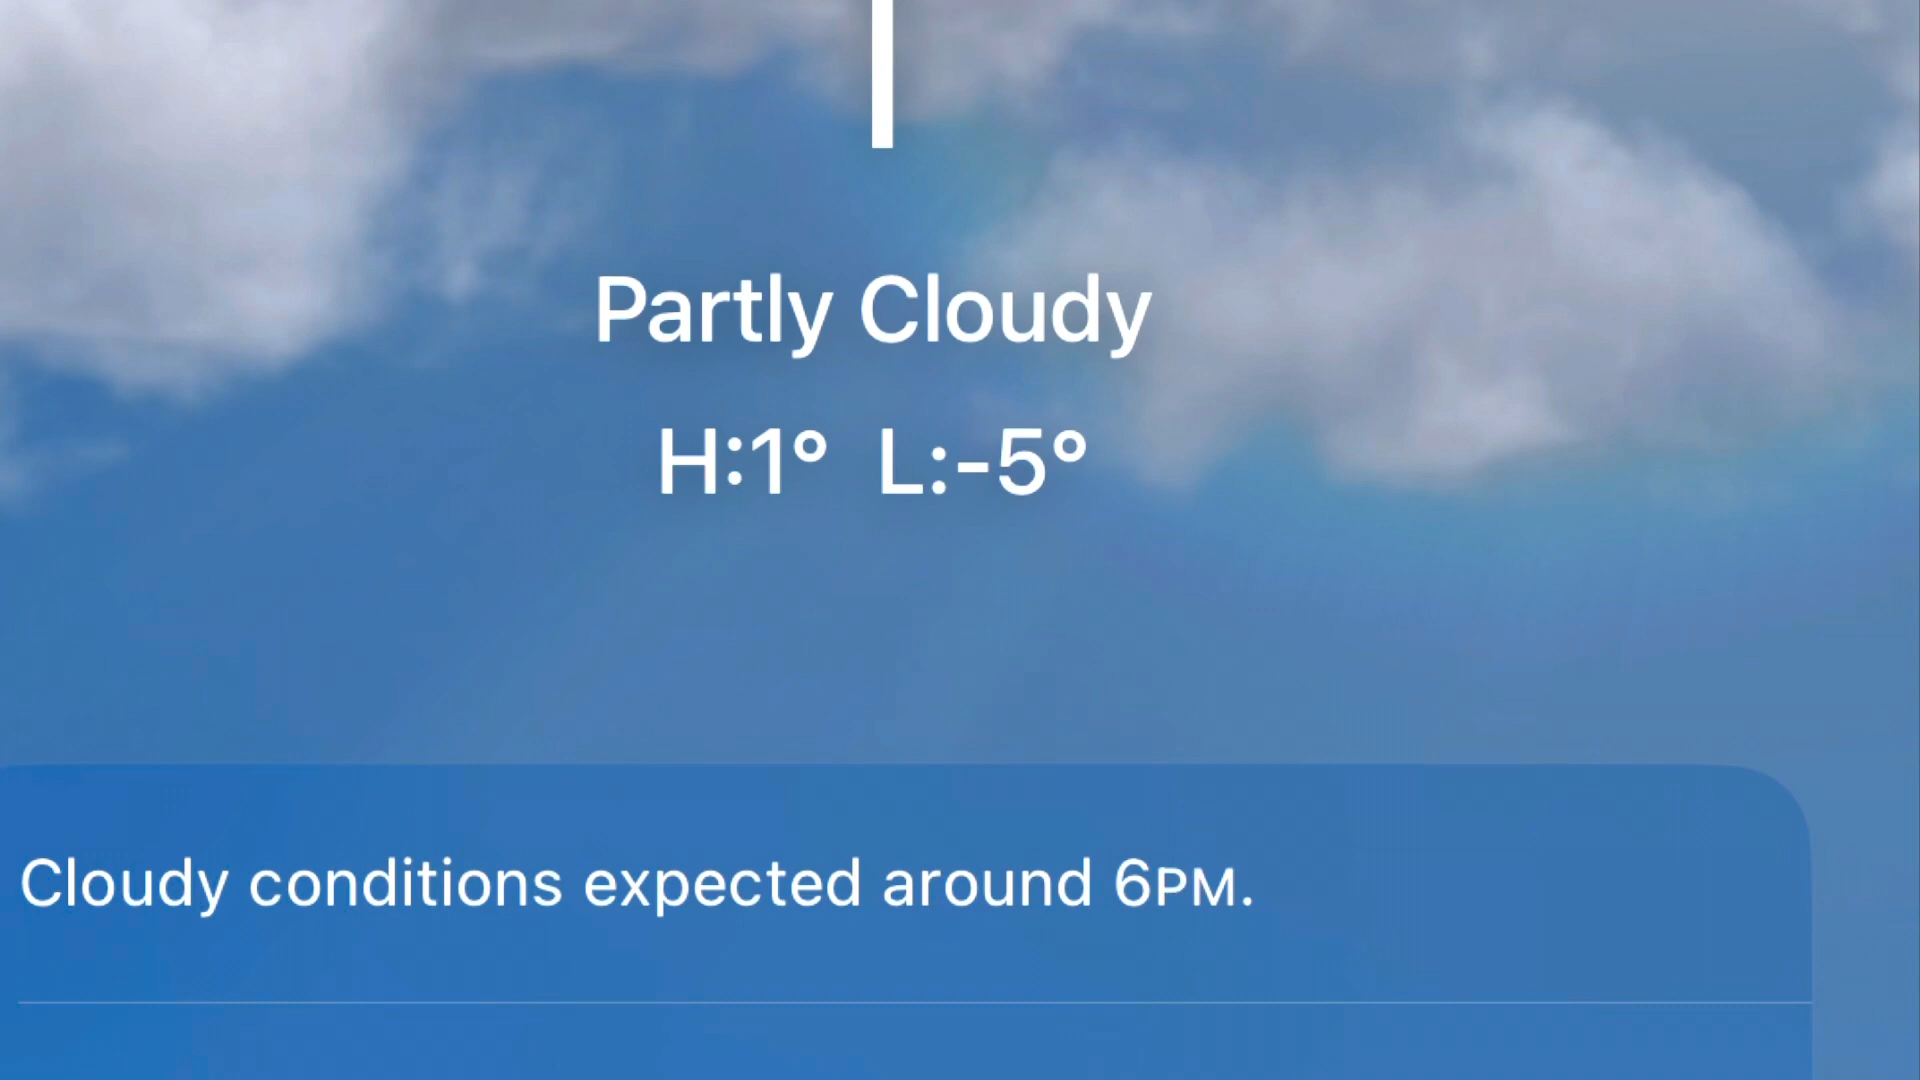 Partly Cloudy
H:1° L:-5°
Cloudy conditions expected around 6PM.